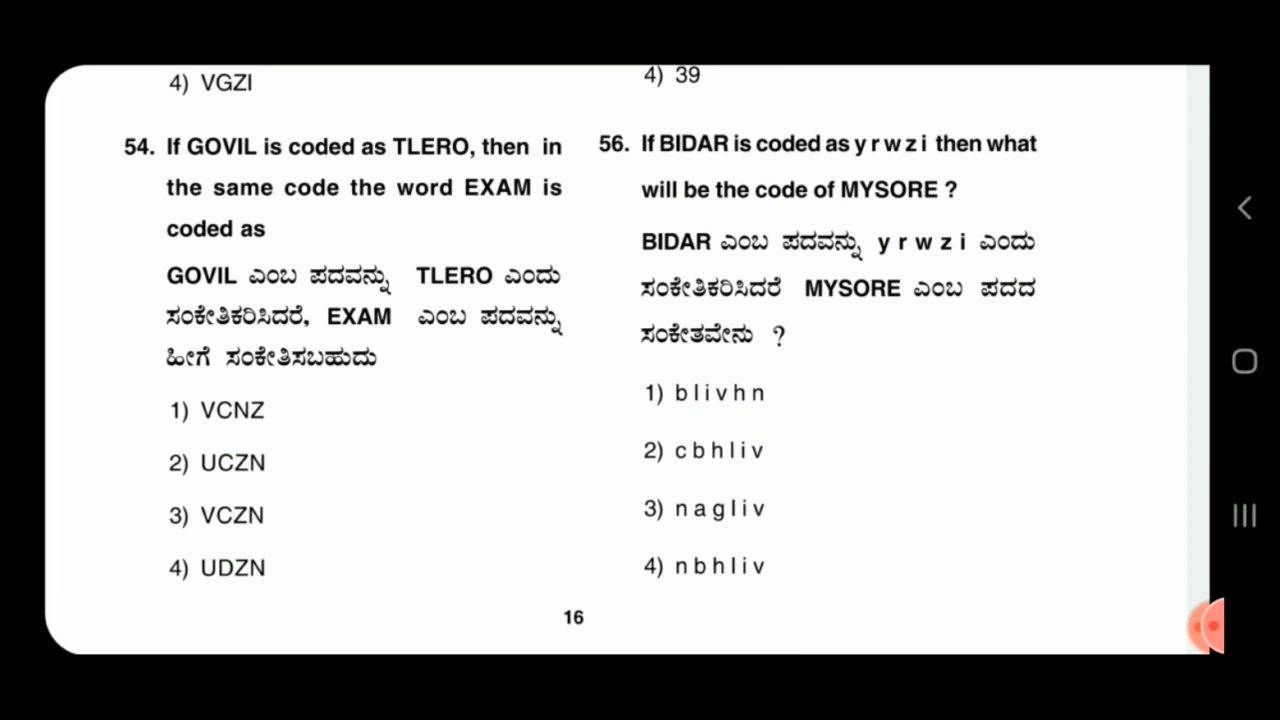 4) VGZI
54. If GOVIL is coded as TLERO, then in
the same code the word EXAM is
coded as
GOVIL ಎಂಬ ಪದವನ್ನು TLERO ಎಂದು
ಸಂಕೇತಿಕರಿಸಿದರೆ, EXAM ಎಂಬ ಪದವನ್ನು
ಹೀಗೆ ಸಂಕೇತಿಸಬಹುದು
1) VCNZ
2) UCZN
3) VCZN
4) UDZN
4) 39
56. If BIDAR is coded as y r w z i then what
will be the code of MYSORE ?
BIDAR ಎಂಬ ಪದವನ್ನು y r w z i ಎಂದು
ಸಂಕೇತಿಕರಿಸಿದರೆ MYSORE ಎಂಬ ಪದದ
ಸಂಕೇತವೇನು ?
1) b l i v h n
2) c b h l i v
3) n a g l i v
4) n b h l i v
16